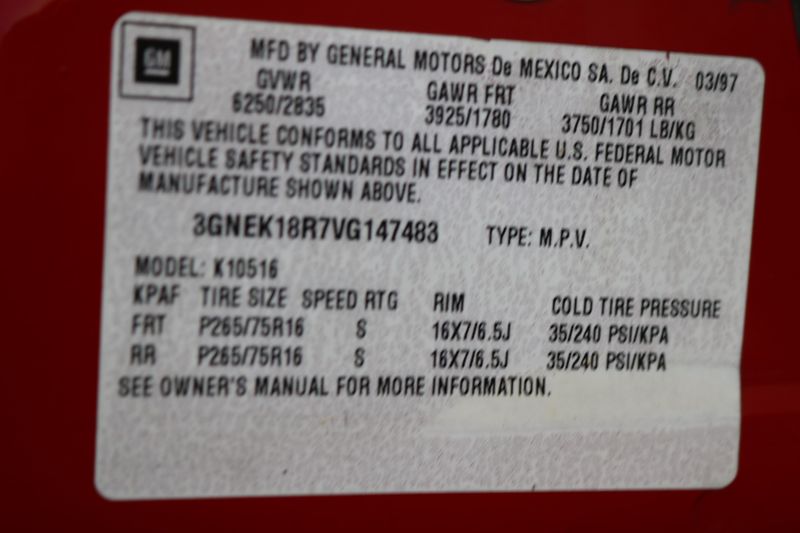 GM
MFD BY GENERAL MOTORS De MEXICO SA. De C.V. 03/97
GVWR GAWR FRT GAWR RR
6250/2835 3925/1780 3750/1701 LB/KG
THIS VEHICLE CONFORMS TO ALL APPLICABLE U.S. FEDERAL MOTOR
VEHICLE SAFETY STANDARDS IN EFFECT ON THE DATE OF
MANUFACTURE SHOWN ABOVE.
3GNEK18R7VG147483 TYPE: M.P.V.
MODEL: K10516
KPAF TIRE SIZE SPEED RTG RIM COLD TIRE PRESSURE
FRT P265/75R16 S 16X7/6.5J 35/240 PSI/KPA
RR P265/75R16 S 16X7/6.5J 35/240 PSI/KPA
SEE OWNER'S MANUAL FOR MORE INFORMATION.